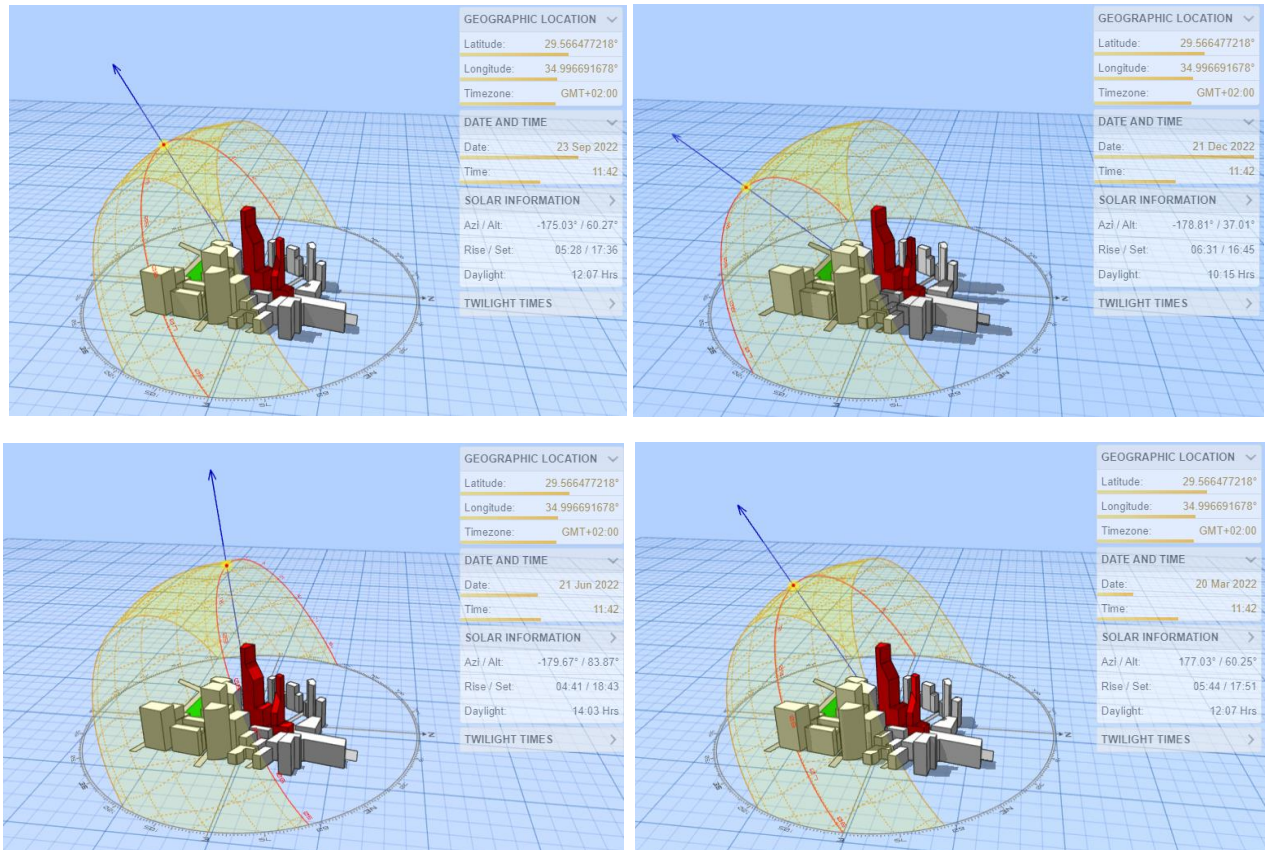 GEOGRAPHIC LOCATION
Latitude: 29.566477218°
Longitude: 34.996691678°
Timezone: GMT+02:00
DATE AND TIME
Date: 23 Sep 2022
Time: 11:42
SOLAR INFORMATION
Azi / Alt: -175.03° / 60.27°
Rise / Set: 05:28 / 17:36
Daylight: 12:07 Hrs
TWILIGHT TIMES
N
GEOGRAPHIC LOCATION
Latitude: 29.566477218°
Longitude: 34.996691678°
Timezone: GMT+02:00
DATE AND TIME
Date: 21 Dec 2022
Time: 11:42
SOLAR INFORMATION
Azi / Alt: -178.81° / 37.01°
Rise / Set: 06:31 / 16:45
Daylight: 10:15 Hrs
TWILIGHT TIMES
N
GEOGRAPHIC LOCATION
Latitude: 29.566477218°
Longitude: 34.996691678°
Timezone: GMT+02:00
DATE AND TIME
Date: 21 Jun 2022
Time: 11:42
SOLAR INFORMATION
Azi / Alt: -179.67° / 83.87°
Rise / Set: 04:41 / 18:43
Daylight: 14:03 Hrs
TWILIGHT TIMES
N
GEOGRAPHIC LOCATION
Latitude: 29.566477218°
Longitude: 34.996691678°
Timezone: GMT+02:00
DATE AND TIME
Date: 20 Mar 2022
Time: 11:42
SOLAR INFORMATION
Azi / Alt: 177.03° / 60.25°
Rise / Set: 05:44 / 17:51
Daylight: 12:07 Hrs
TWILIGHT TIMES
N